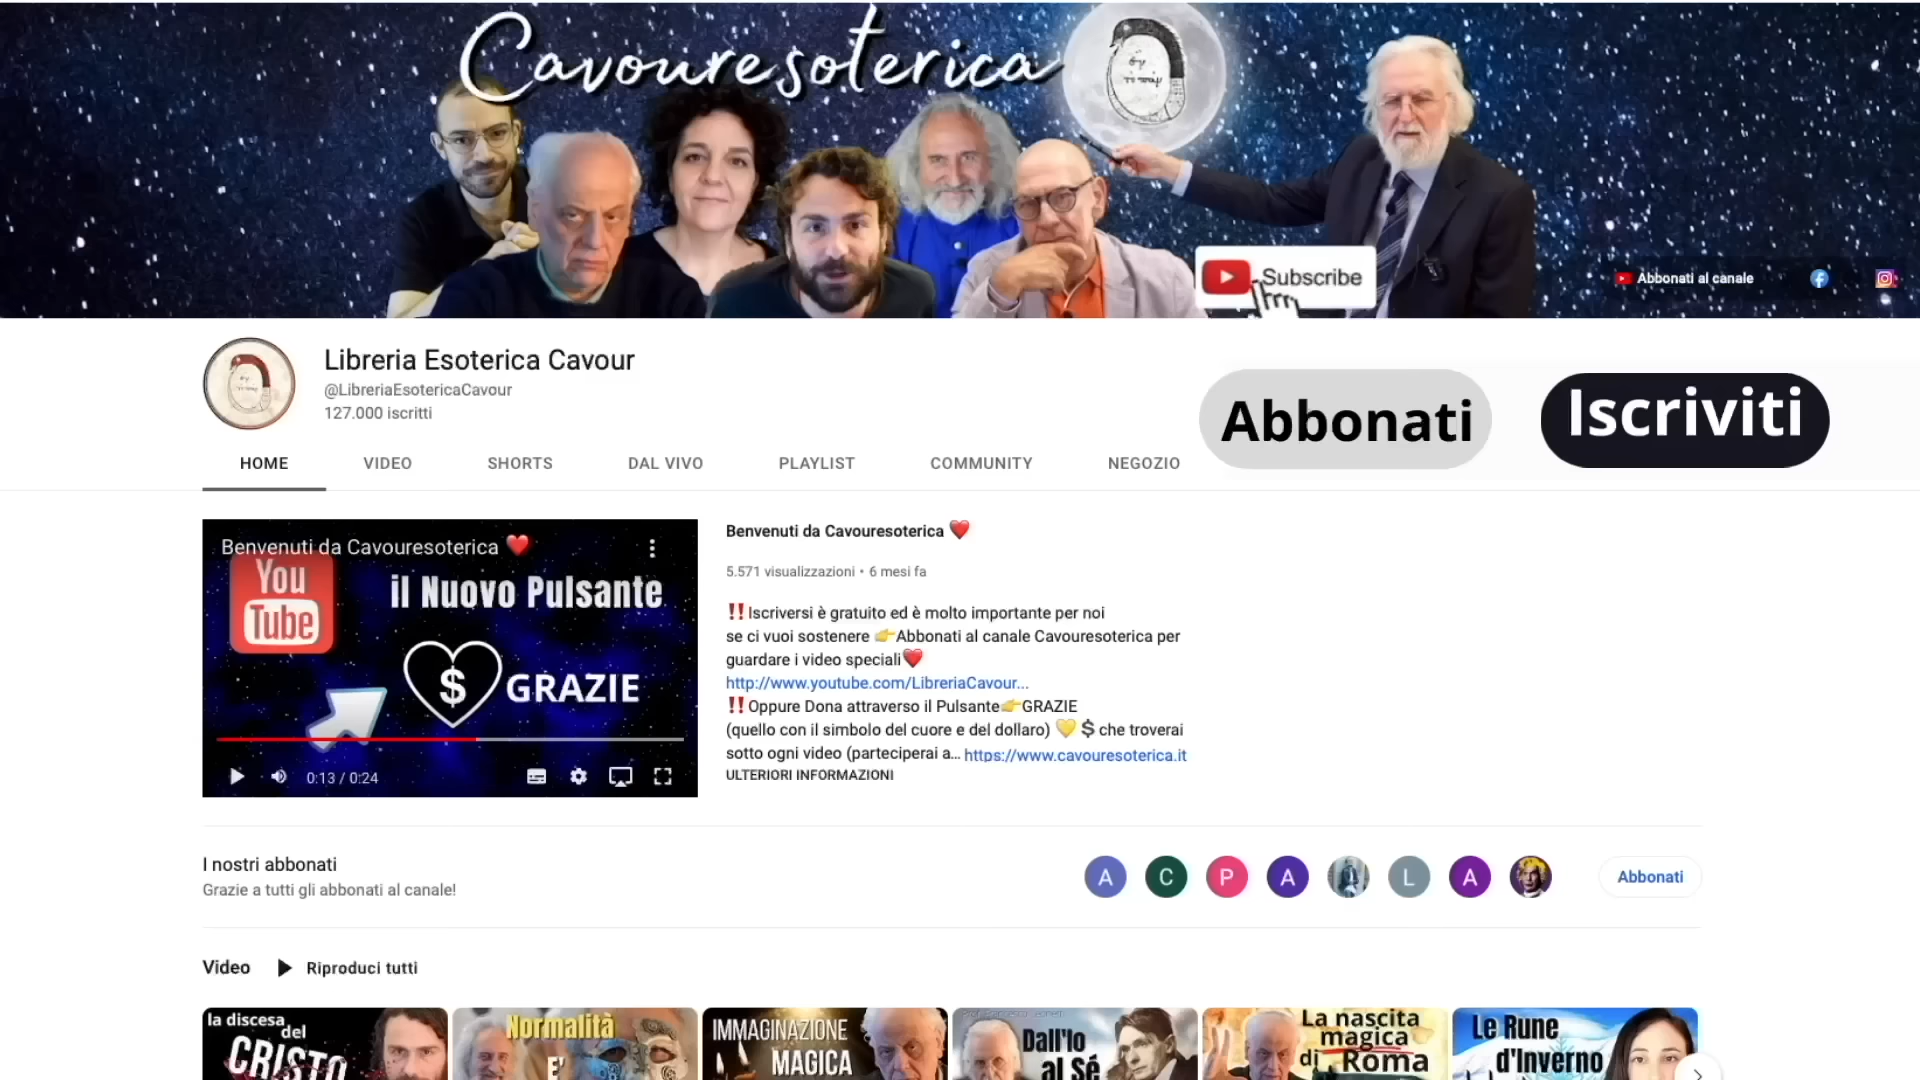 Cavouresoterica
Subscribe
Abbonati al canale
Libreria Esoterica Cavour
@LibreriaEsotericaCavour
127.000 iscritti
Abbonati
Iscriviti
HOME
VIDEO
SHORTS
DAL VIVO
PLAYLIST
COMMUNITY
NEGOZIO
Benvenuti da Cavouresoterica ❤️
You
Tube
il Nuovo Pulsante
$
GRAZIE
0:13 / 0:24
Benvenuti da Cavouresoterica ❤️
5.571 visualizzazioni • 6 mesi fa
‼️Iscriversi è gratuito ed è molto importante per noi
se ci vuoi sostenere 👉Abbonati al canale Cavouresoterica per
guardare i video speciali❤️
http://www.youtube.com/LibreriaCavour...
‼️Oppure Dona attraverso il Pulsante👉GRAZIE
(quello con il simbolo del cuore e del dollaro) 💛 $ che troverai
sotto ogni video (parteciperai a... https://www.cavouresoterica.it
ULTERIORI INFORMAZIONI
I nostri abbonati
Grazie a tutti gli abbonati al canale!
A
C
P
A
L
A
Abbonati
Video
Riproduci tutti
la discesa
del
CRISTO
Normalità
E'
IMMAGINAZIONE
MAGICA
Dall'Io
al Sé
La nascita
magica
di Roma
Le Rune
d'Inverno